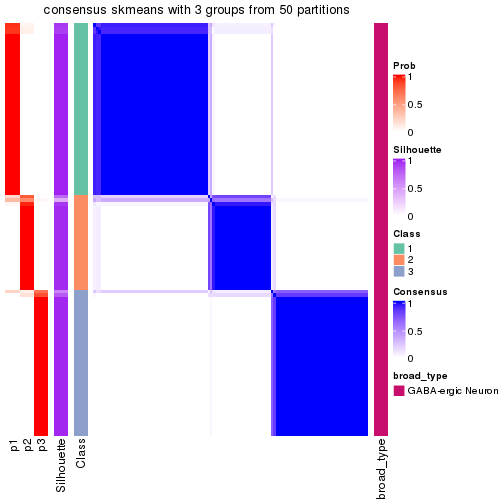 consensus skmeans with 3 groups from 50 partitions
Prob
1
0.5
0
Silhouette
1
0.5
0
Class
1
2
3
Consensus
1
0.5
0
broad_type
GABA-ergic Neuron
p1
p2
p3
Silhouette
Class
broad_type